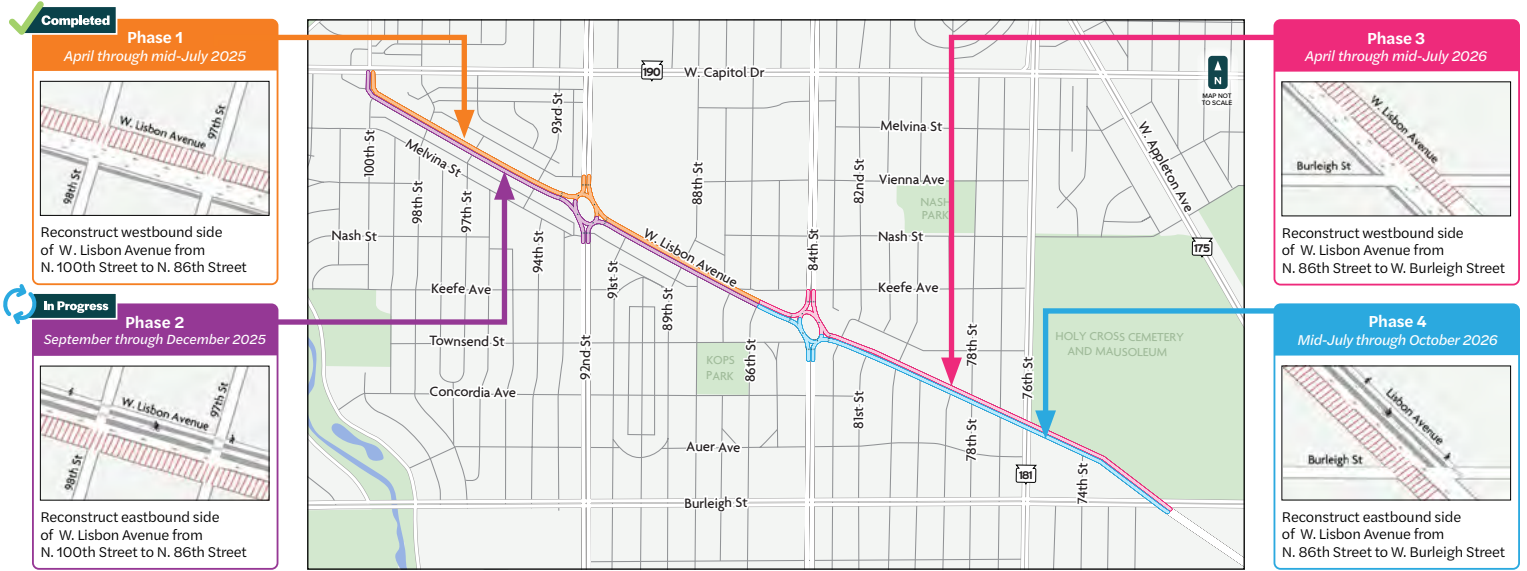 Completed
Phase 1
April through mid-July 2025
W. Lisbon Avenue
97th St
98th St
Reconstruct westbound side
of W. Lisbon Avenue from
N. 100th Street to N. 86th Street
In Progress
Phase 2
September through December 2025
W. Lisbon Avenue
97th St
98th St
Reconstruct eastbound side
of W. Lisbon Avenue from
N. 100th Street to N. 86th Street
190
W. Capitol Dr
N
MAP NOT
TO SCALE
93rd St
100th St
Melvina St
Melvina St
W. Appleton Ave
98th St
97th St
88th St
82nd St
Vienna Ave
NASH
PARK
Nash St
94th St
W. Lisbon Avenue
84th St
Nash St
175
91st St
Keefe Ave
89th St
Keefe Ave
Townsend St
92nd St
KOPS
PARK
86th St
78th St
76th St
HOLY CROSS CEMETERY
AND MAUSOLEUM
Concordia Ave
81st St
78th St
Auer Ave
181
74th St
Burleigh St
Phase 3
April through mid-July 2026
W. Lisbon Avenue
Burleigh St
Reconstruct westbound side
of W. Lisbon Avenue from
N. 86th Street to W. Burleigh Street
Phase 4
Mid-July through October 2026
Lisbon Avenue
Burleigh St
Reconstruct eastbound side
of W. Lisbon Avenue from
N. 86th Street to W. Burleigh Street